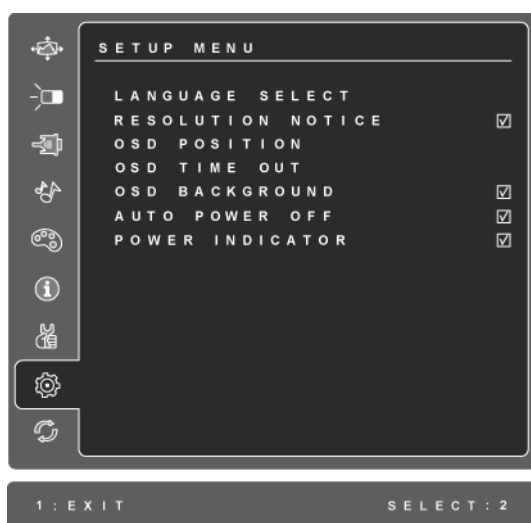 SETUP MENU
LANGUAGE SELECT
RESOLUTION NOTICE
OSD POSITION
OSD TIME OUT
OSD BACKGROUND
AUTO POWER OFF
POWER INDICATOR
1:EXIT SELECT:2